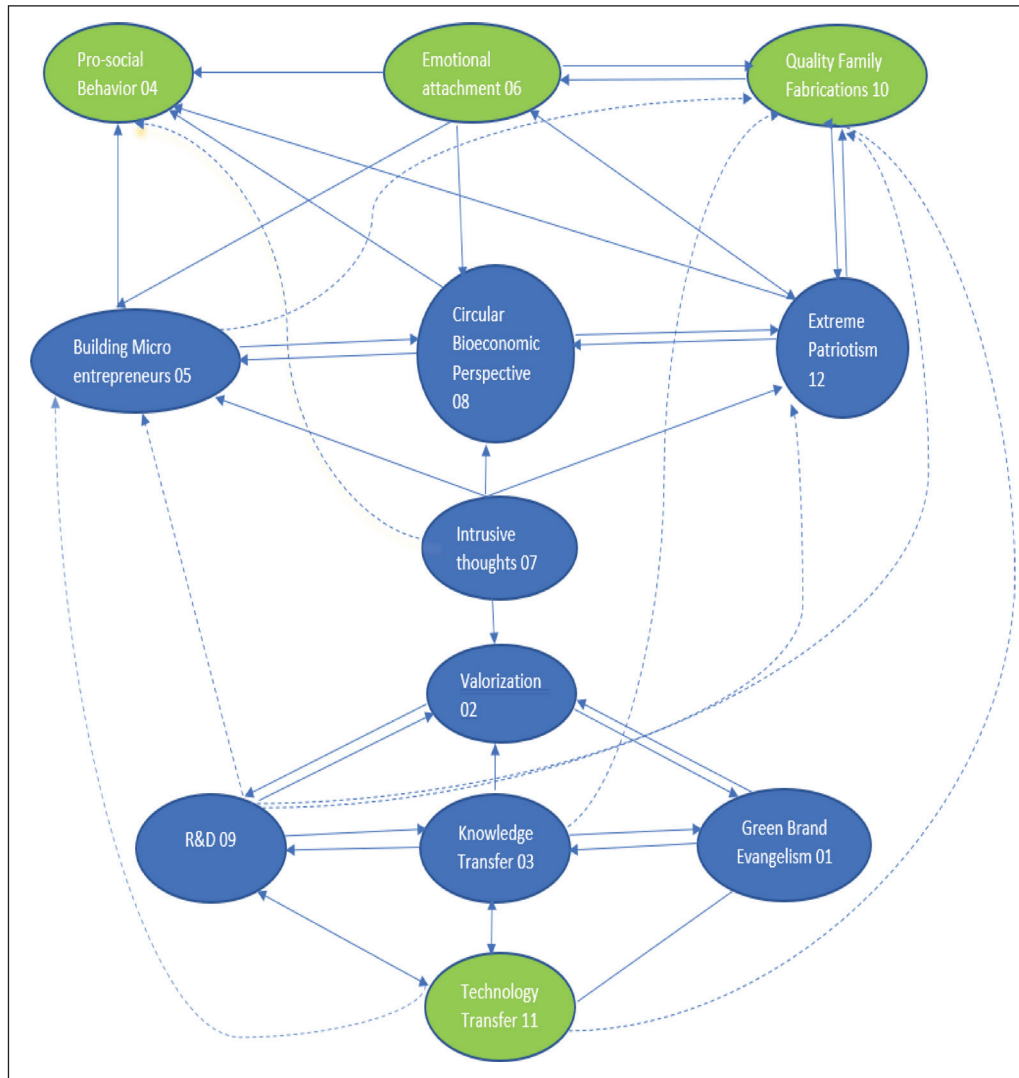 Pro-social
Behavior 04
Emotional
attachment 06
Quality Family
Fabrications 10
Building Micro
entrepreneurs 05
Circular
Bioeconomic
Perspective
08
Extreme
Patriotism
12
Intrusive
thoughts 07
Valorization
02
R&D 09
Knowledge
Transfer 03
Green Brand
Evangelism 01
Technology
Transfer 11